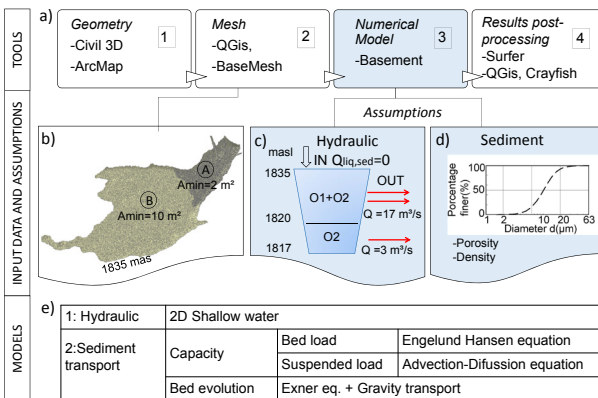 TOOLS
a)
Geometry
1
-Civil 3D
-ArcMap
Mesh
2
-QGis,
-BaseMesh
Numerical
Model
3
-Basement
Results post-
processing
4
-Surfer
-QGis, Crayfish
INPUT DATA AND ASSUMPTIONS
Assumptions
b)
A
Amin=2 m²
B
Amin=10 m²
1835 mas
c)
Hydraulic
masl
IN Qliq,sed=0
1835
OUT
O1+O2
Q = 17 m³/s
1820
O2
1817
Q =3 m³/s
d)
Sediment
Porcentage
finer(%)
100
50
0
1 2 10 20 63
Diameter d(μm)
-Porosity
-Density
MODELS
e)
1: Hydraulic 2D Shallow water
2:Sediment
transport
Capacity
Bed load Engelund Hansen equation
Suspended load Advection-Difussion equation
Bed evolution Exner eq. + Gravity transport